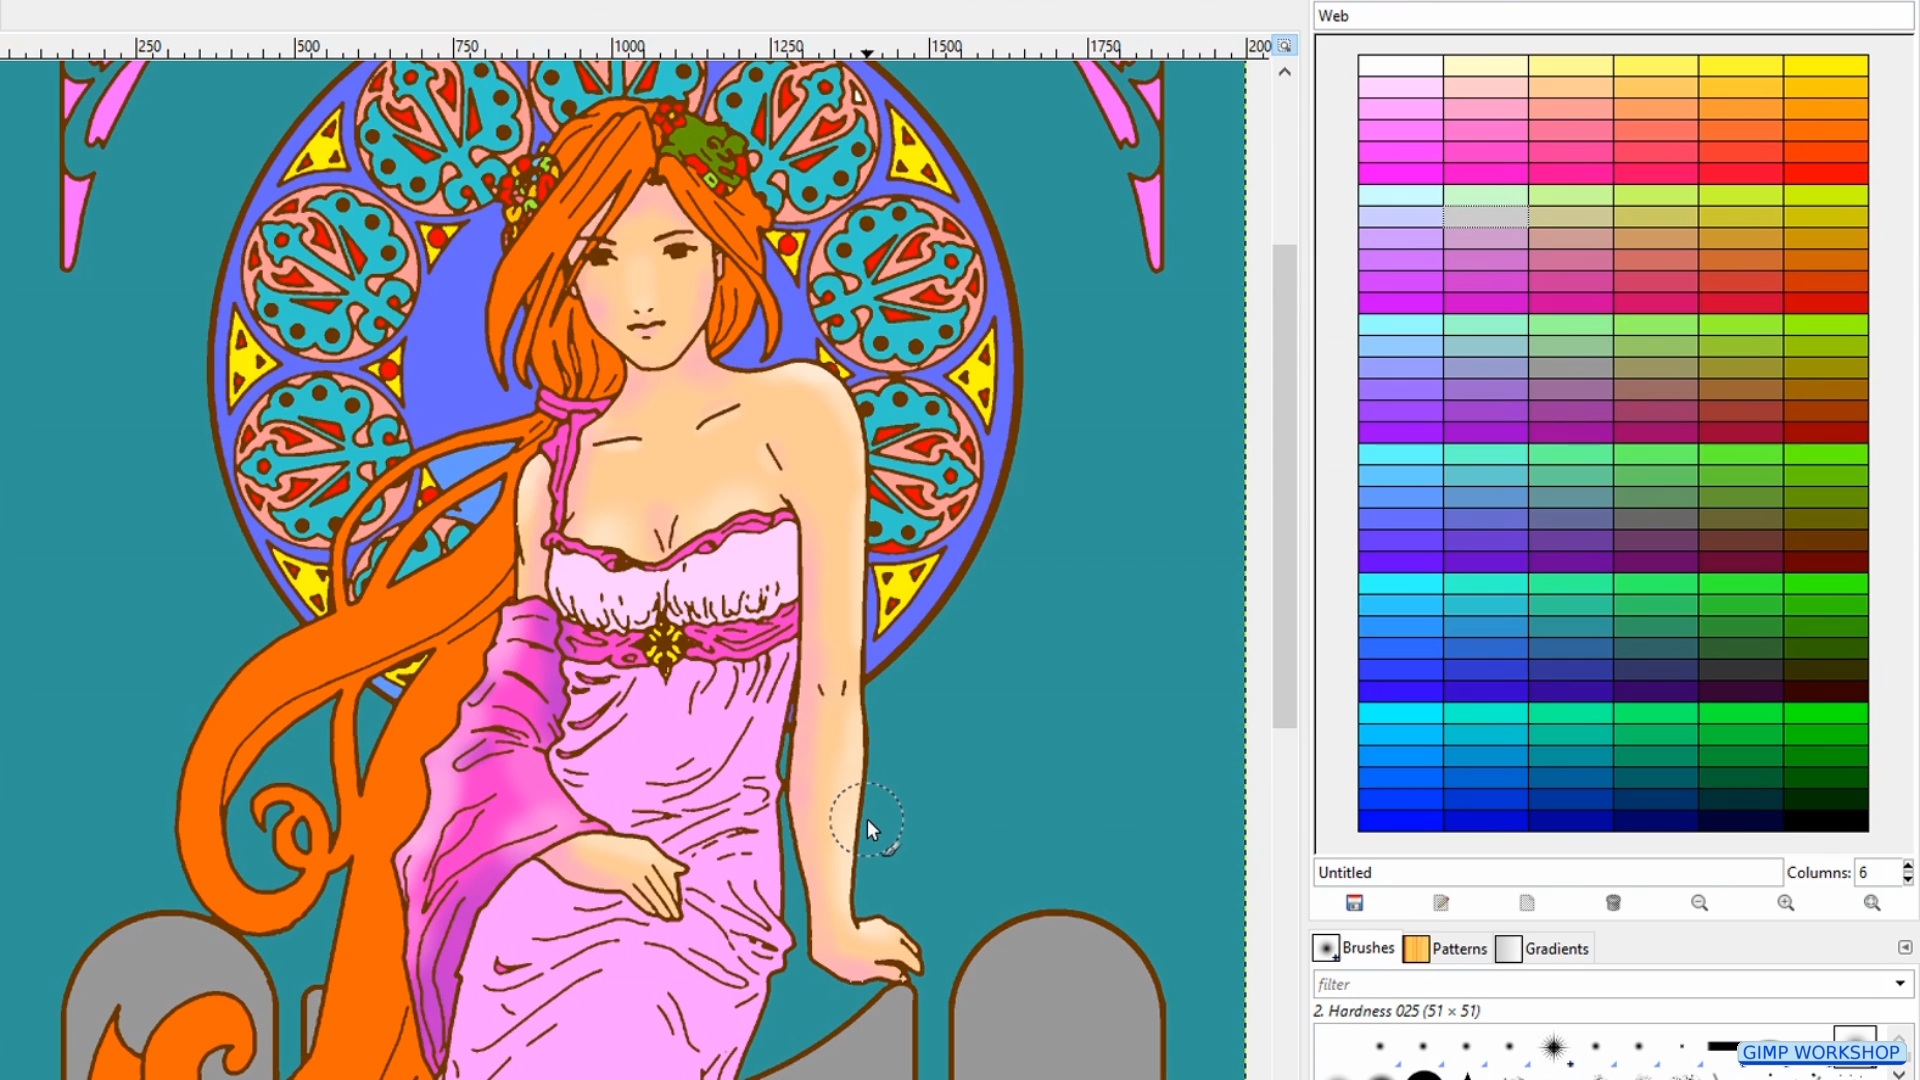 Web
250 500 750 1000 1250 1500 1750 200
Untitled
Columns: 6
Brushes Patterns Gradients
filter
2. Hardness 025 (51 × 51)
GIMP WORKSHOP